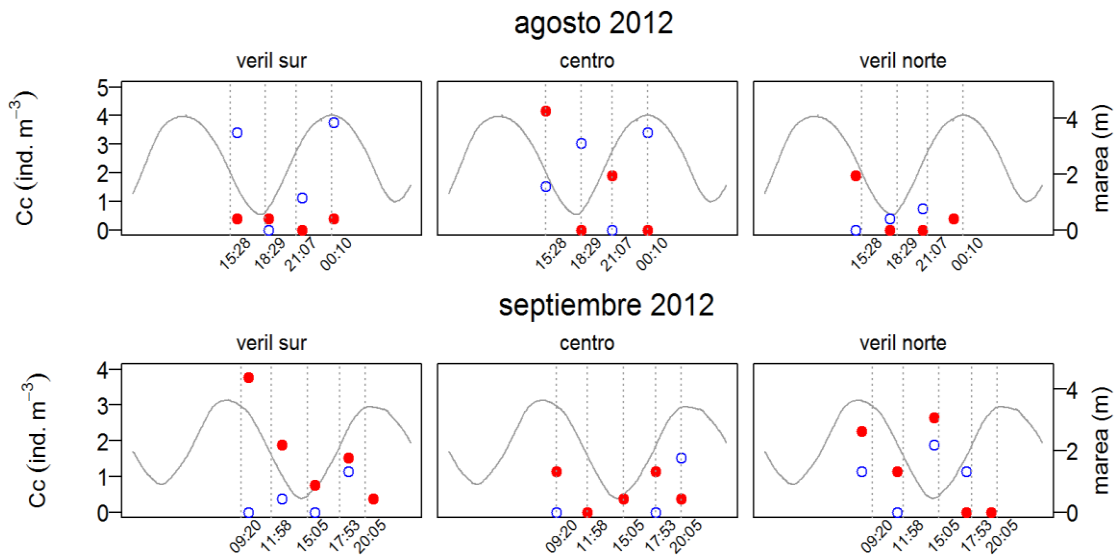 agosto 2012
veril sur
centro
veril norte
Cc (ind. m⁻³)
5
4
3
2
1
0
4
2
0
marea (m)
15:28 18:29 21:07 00:10
15:28 18:29 21:07 00:10
15:28 18:29 21:07 00:10
septiembre 2012
veril sur
centro
veril norte
Cc (ind. m⁻³)
4
3
2
1
0
4
2
0
marea (m)
09:20 11:58 15:05 17:53 20:05
09:20 11:58 15:05 17:53 20:05
09:20 11:58 15:05 17:53 20:05